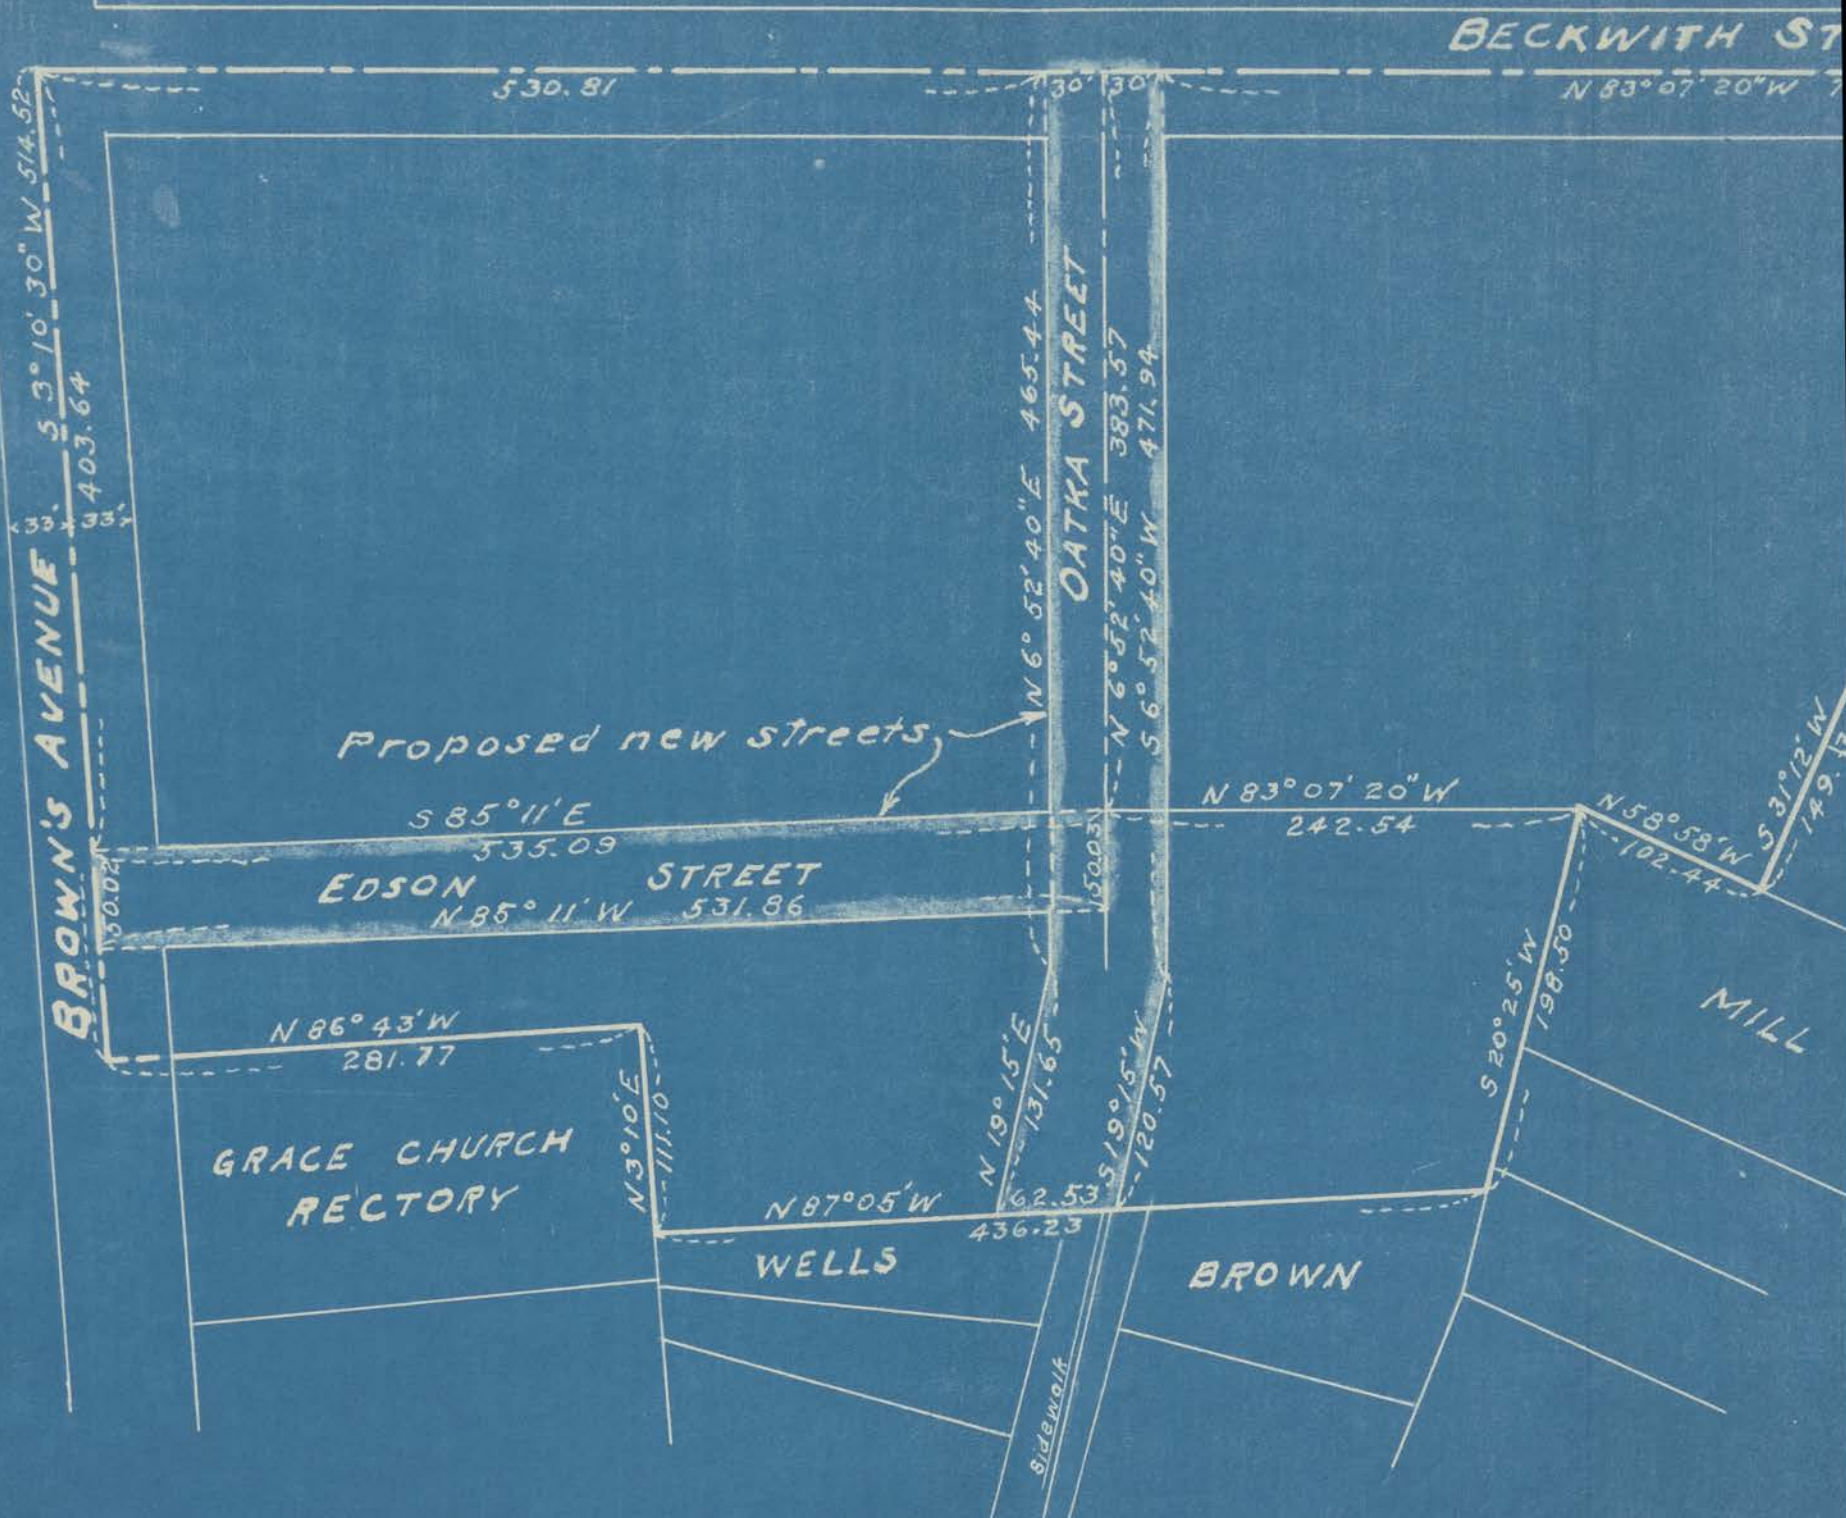 BECKWITH ST
530.81
30' 30'
N 83° 07' 20" W 7
S 3° 10' 30" W 514.52
403.64
33' 33'
BROWN'S AVENUE
N 6° 52' 40" E 465.44
OATKA STREET
N 6° 52' 40" E 383.57
S 6° 52' 40" W 471.94
Proposed new streets
S 85° 11' E
535.09
EDSON STREET
N 85° 11' W 531.86
50.02
50.03
N 83° 07' 20" W
242.54
N 58° 58' W
102.44
S 31° 12' W
149.
S 20° 25' W
198.50
MILL
N 86° 43' W
281.77
N 3° 10' E
111.10
GRACE CHURCH
RECTORY
N 19° 15' E
131.65
S 19° 15' W
120.57
N 87° 05' W 62.53
436.23
WELLS
BROWN
Sidewalk